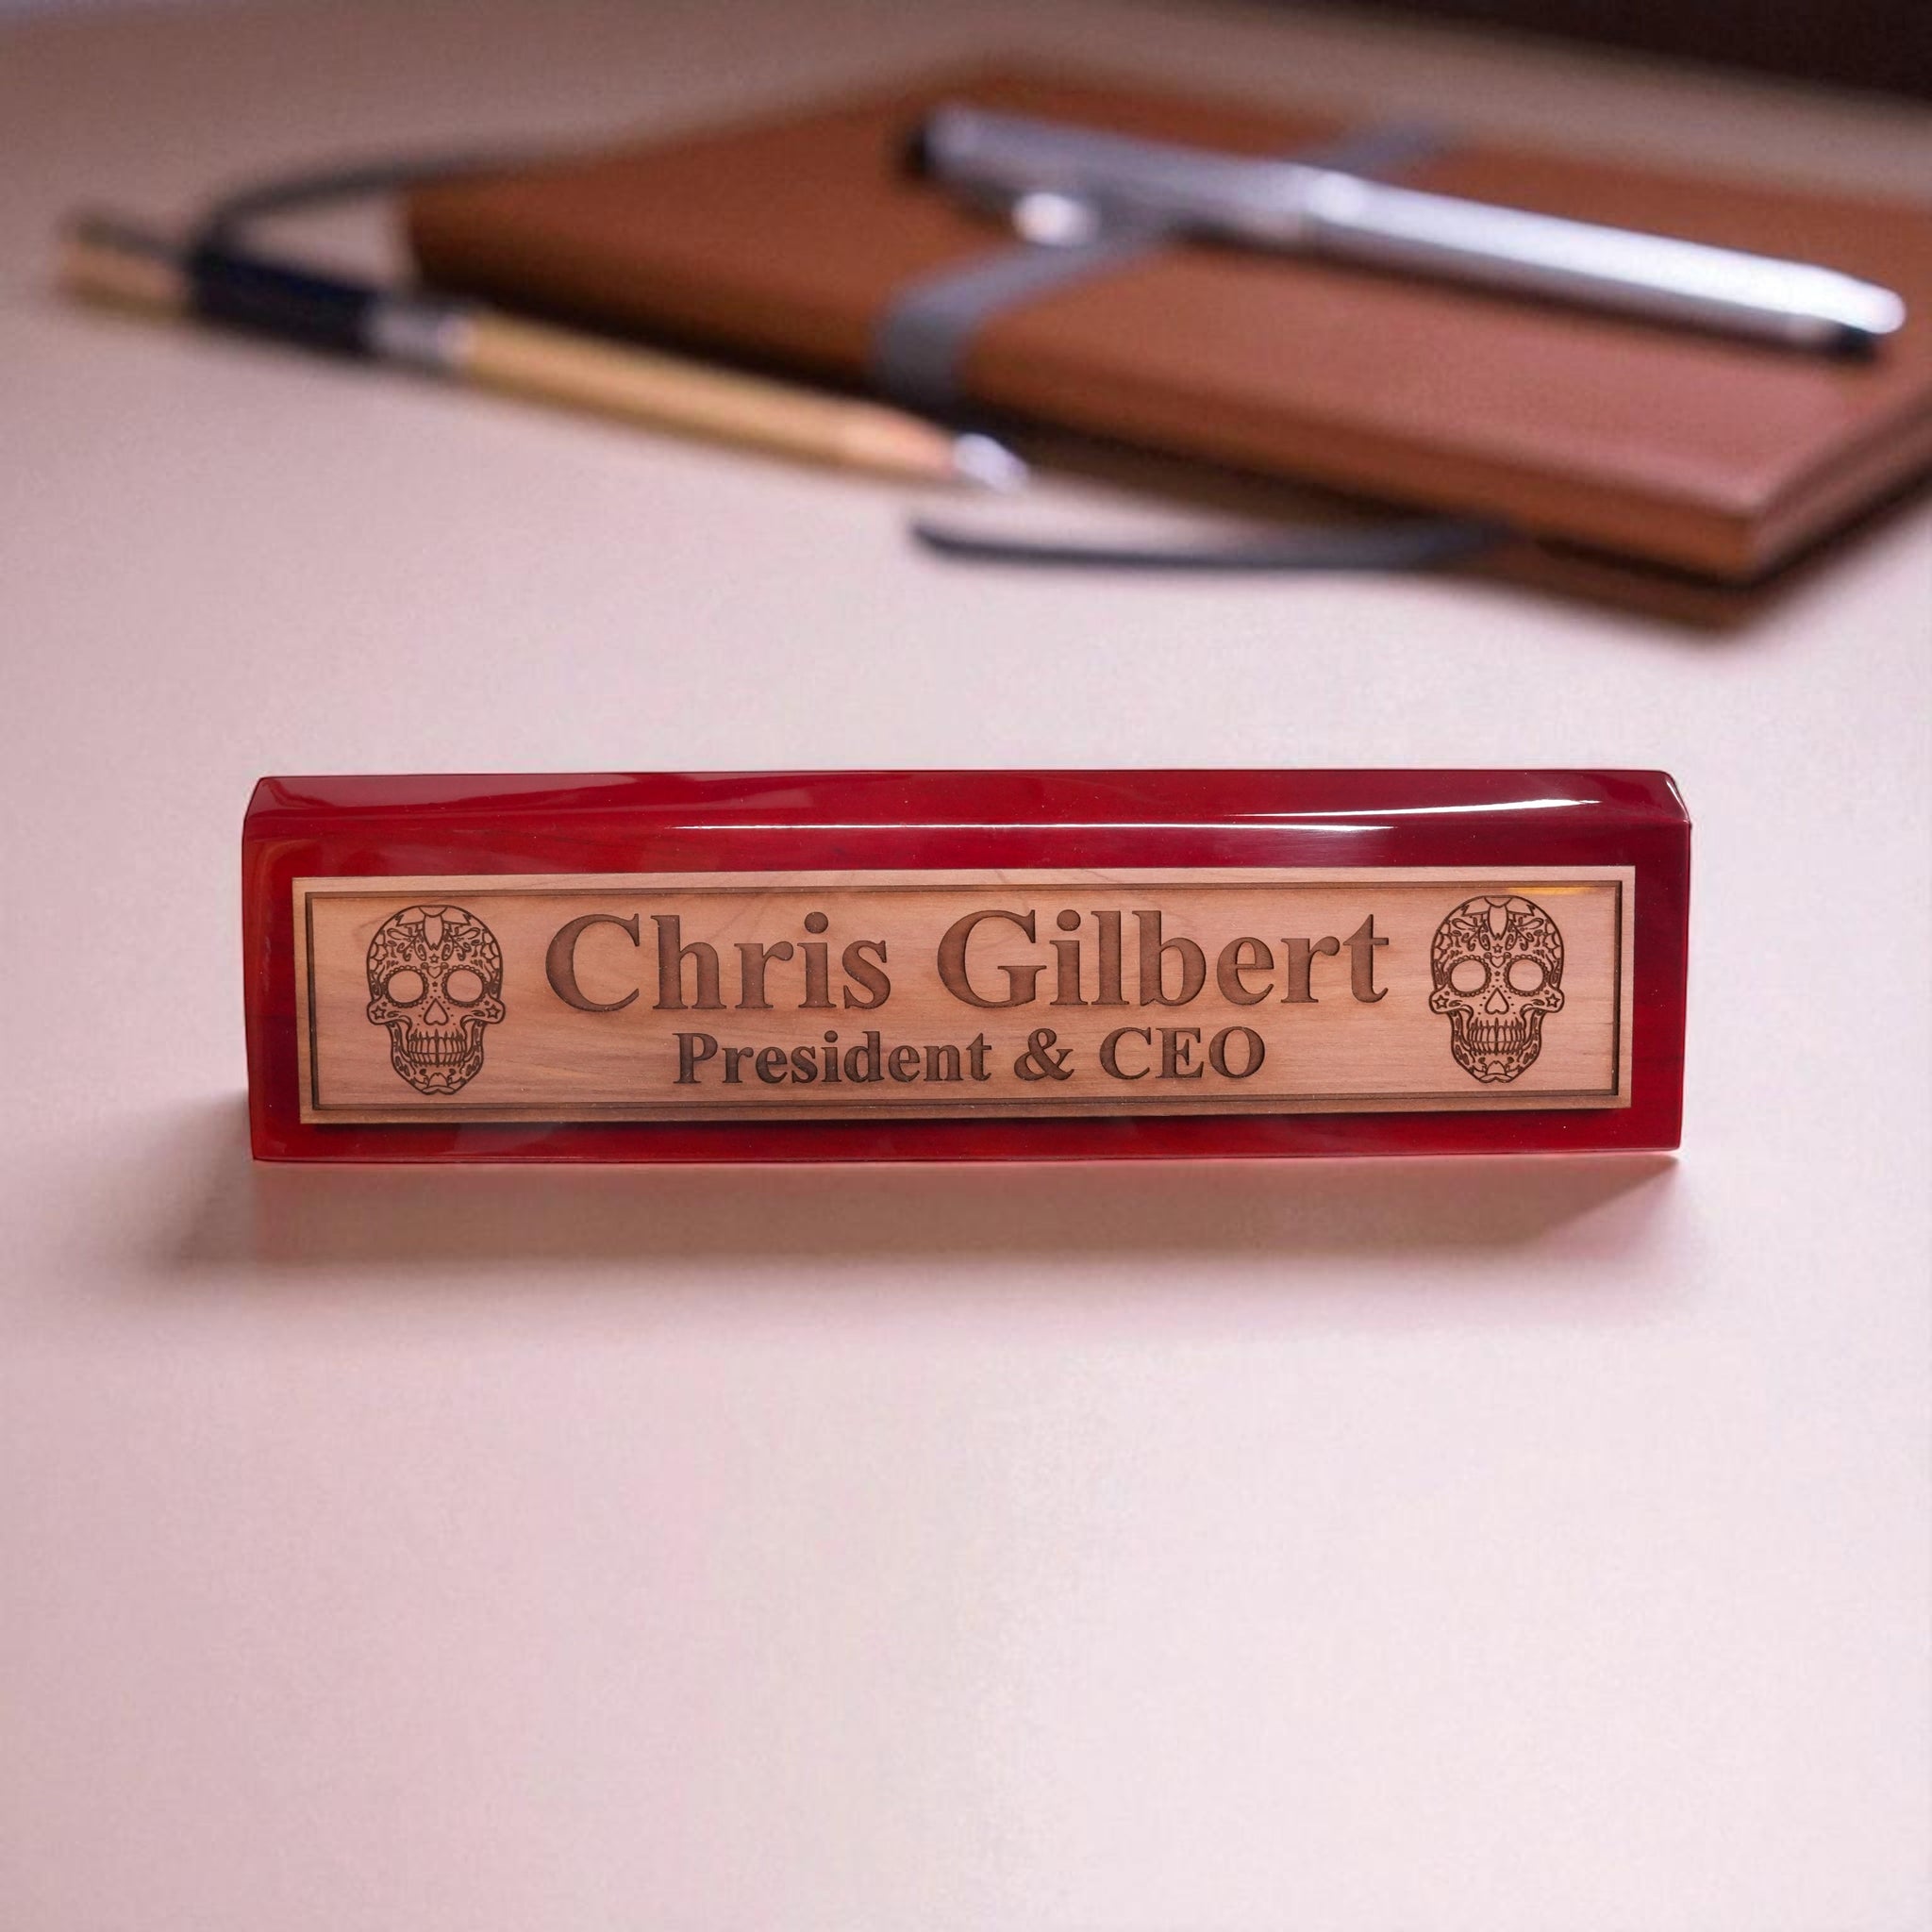 Chris Gilbert
President & CEO